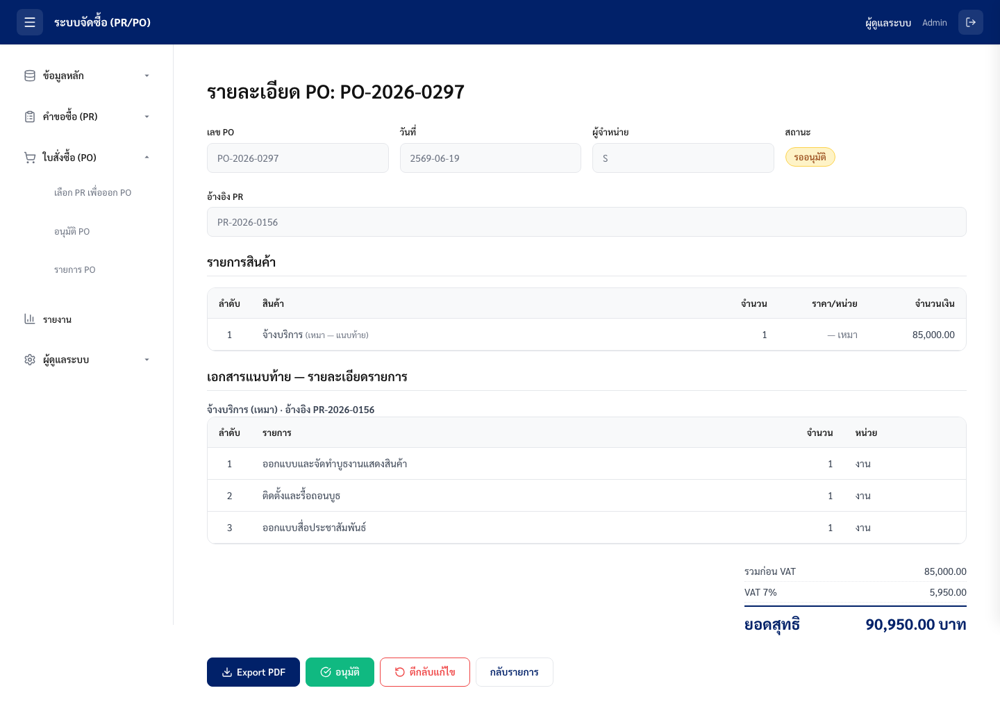 ระบบจัดซื้อ (PR/PO)
ผู้ดูแลระบบ Admin
ข้อมูลหลัก
คำขอซื้อ (PR)
ใบสั่งซื้อ (PO)
เลือก PR เพื่อออก PO
อนุมัติ PO
รายการ PO
รายงาน
ผู้ดูแลระบบ
รายละเอียด PO: PO-2026-0297
เลข PO วันที่ ผู้จำหน่าย สถานะ
PO-2026-0297 2569-06-19 S รออนุมัติ
อ้างอิง PR
PR-2026-0156
รายการสินค้า
ลำดับ สินค้า จำนวน ราคา/หน่วย จำนวนเงิน
1 จ้างบริการ (เหมา — แนบท้าย) 1 — เหมา 85,000.00
เอกสารแนบท้าย — รายละเอียดรายการ
จ้างบริการ (เหมา) · อ้างอิง PR-2026-0156
ลำดับ รายการ จำนวน หน่วย
1 ออกแบบและจัดทำบูธงานแสดงสินค้า 1 งาน
2 ติดตั้งและรื้อถอนบูธ 1 งาน
3 ออกแบบสื่อประชาสัมพันธ์ 1 งาน
รวมก่อน VAT 85,000.00
VAT 7% 5,950.00
ยอดสุทธิ 90,950.00 บาท
Export PDF อนุมัติ ตีกลับแก้ไข กลับรายการ